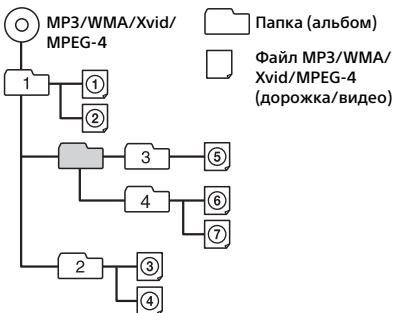 MP3/WMA/Xvid/
MPEG-4
Папка (альбом)
Файл MP3/WMA/
Xvid/MPEG-4
(дорожка/видео)
1
①
②
3
⑤
4
⑥
⑦
2
③
④